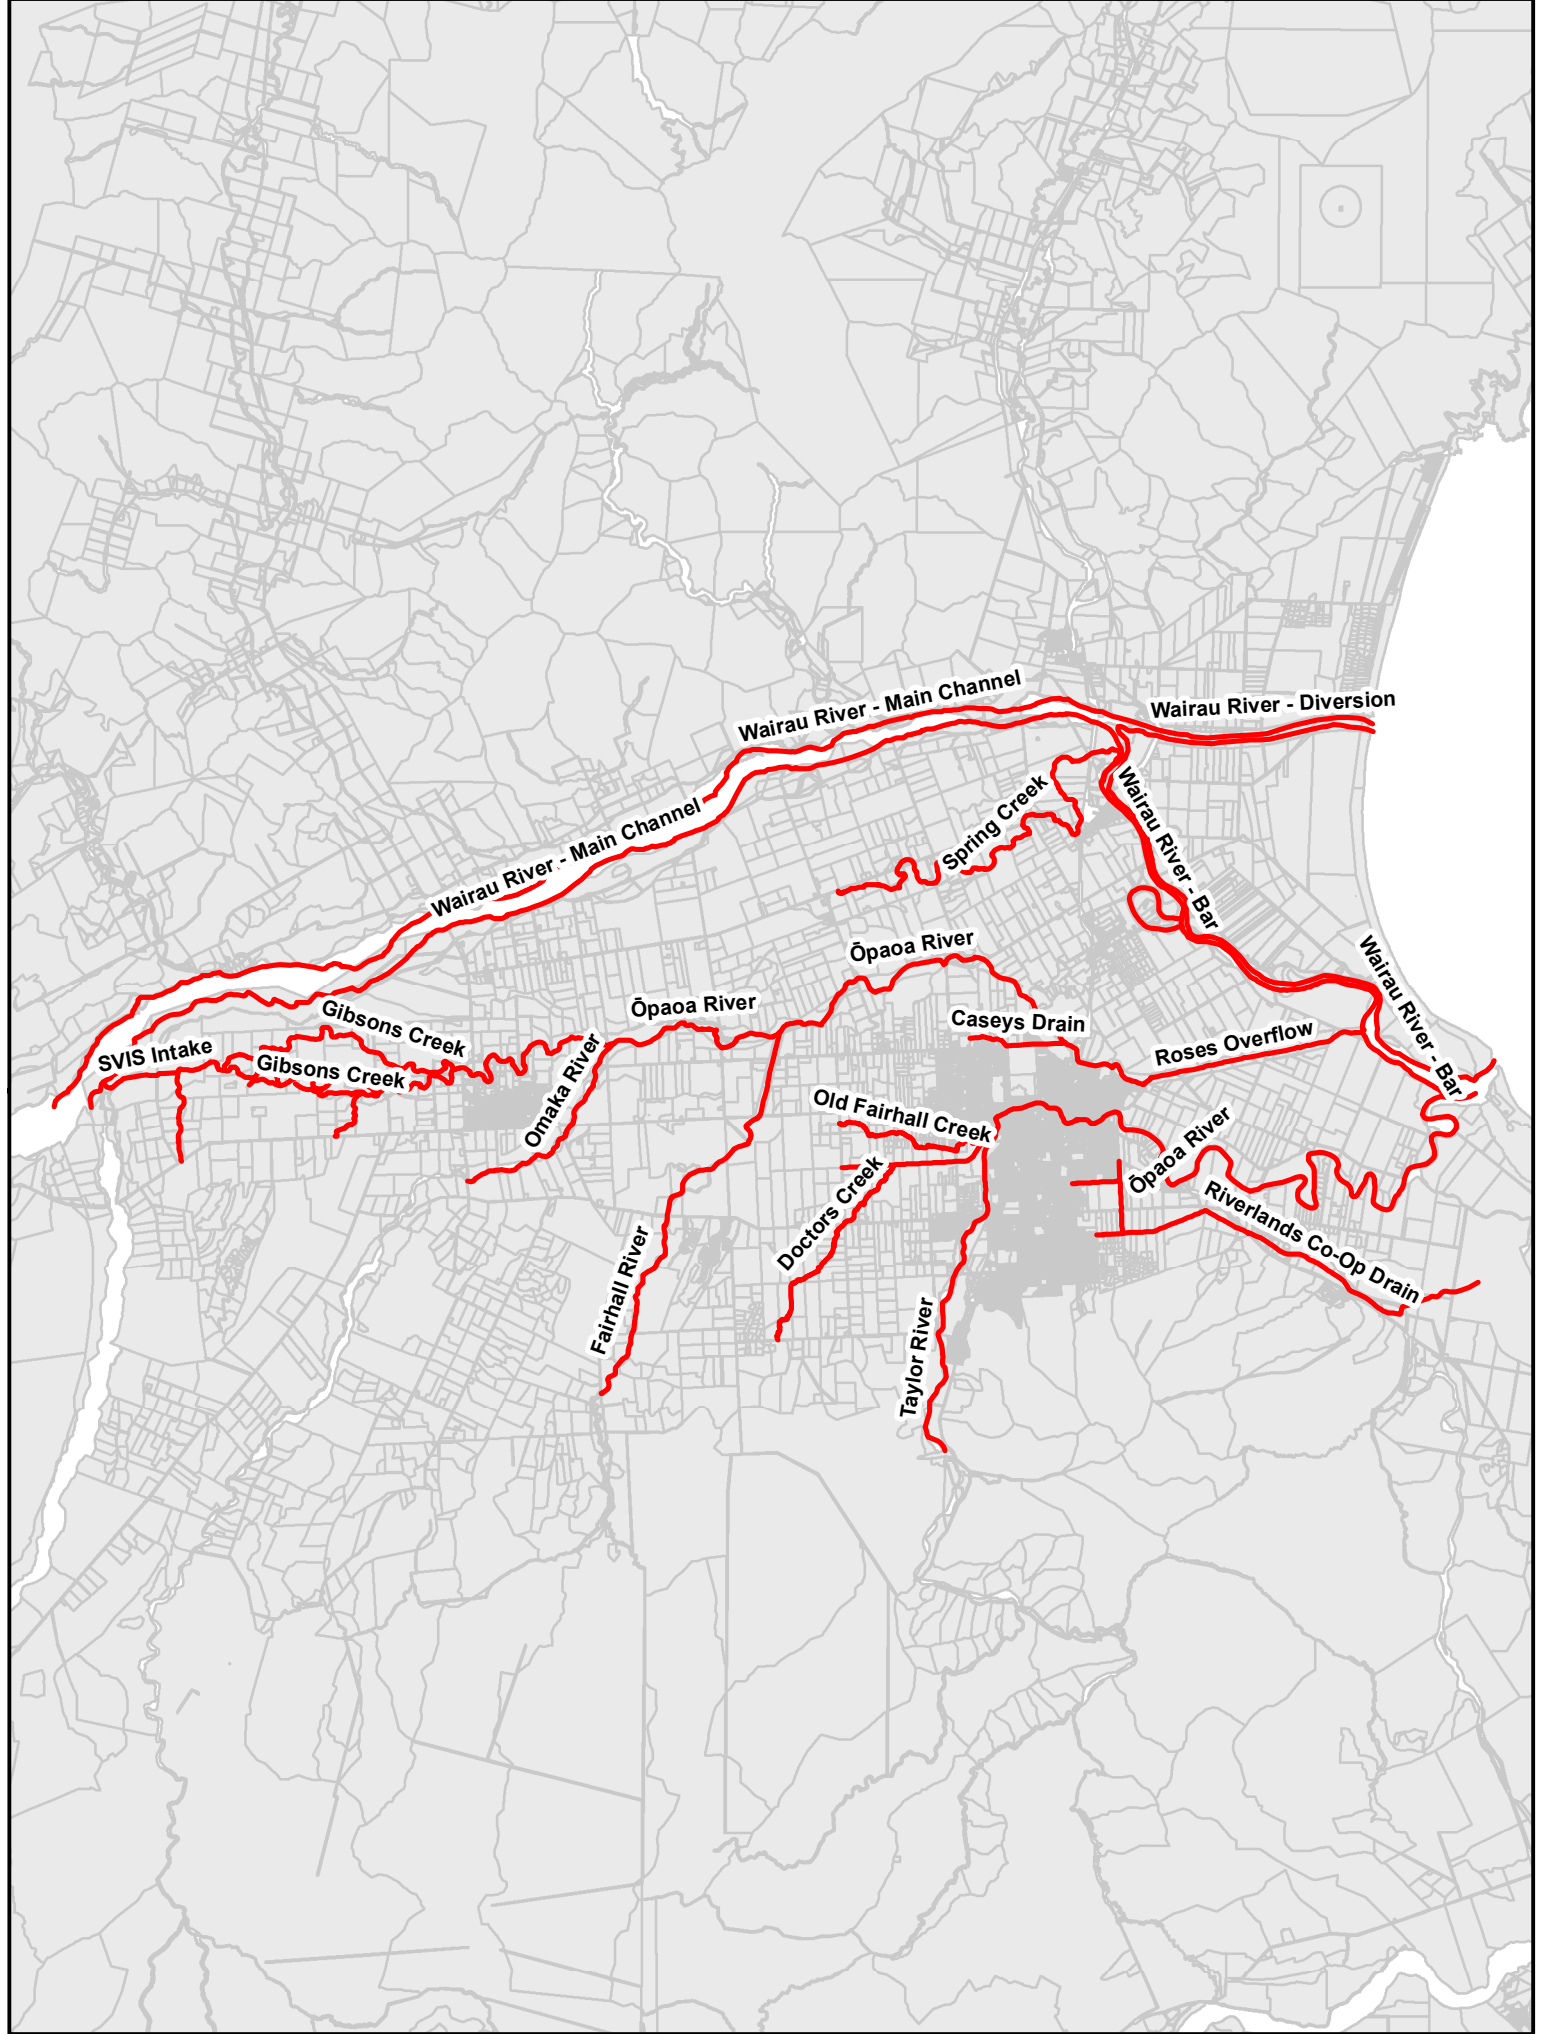 Wairau River - Main Channel
Wairau River - Diversion
Wairau River - Main Channel
Spring Creek
Wairau River - Bar
Ōpaoa River
Wairau River - Bar
Ōpaoa River
Gibsons Creek
Caseys Drain
Roses Overflow
SVIS Intake
Gibsons Creek
Omaka River
Old Fairhall Creek
Ōpaoa River
Doctors Creek
Riverlands Co-Op Drain
Fairhall River
Taylor River